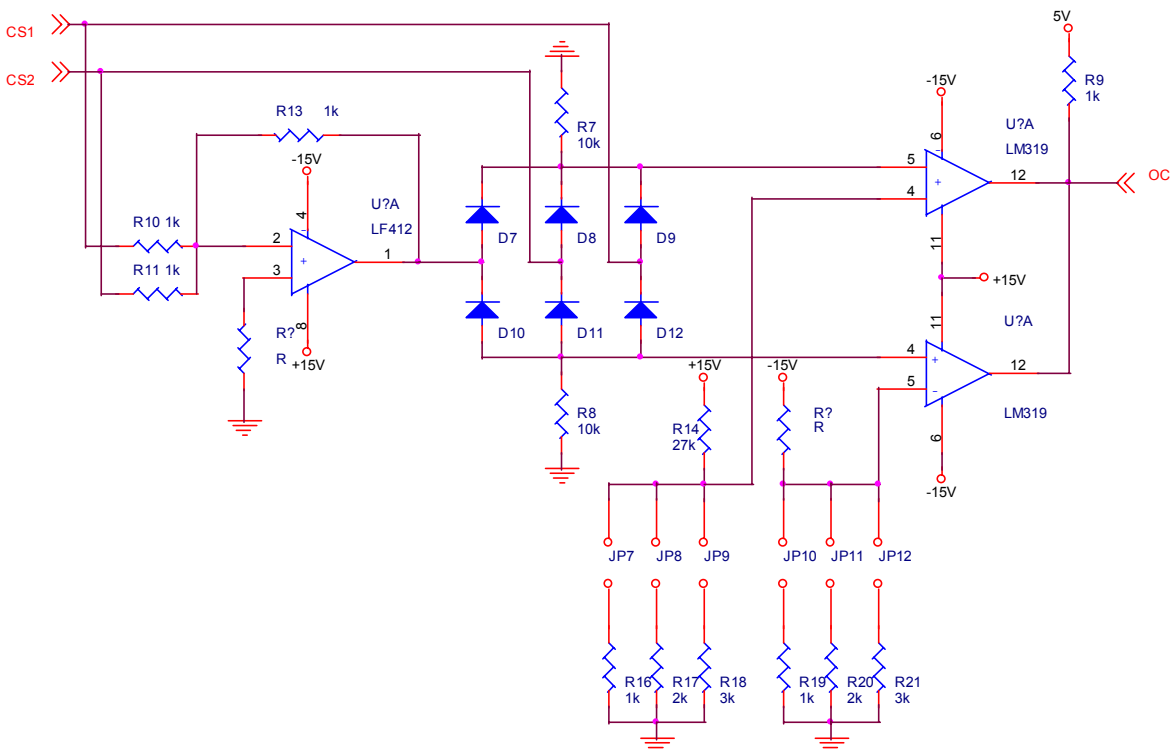 CS1
CS2
R13 1k
-15V
4
U?A
LF412
R10 1k
2
-
+
1
3
R11 1k
R?
R
8
+15V
R7
10k
D7
D8
D9
D10
D11
D12
R8
10k
5V
R9
1k
-15V
6
-
U?A
LM319
5
+
4
12
OC
11
+15V
11
U?A
4
+
5
-
12
LM319
6
-15V
+15V
R14
27k
-15V
R?
R
JP7
JP8
JP9
JP10
JP11
JP12
R16
1k
R17
2k
R18
3k
R19
1k
R20
2k
R21
3k